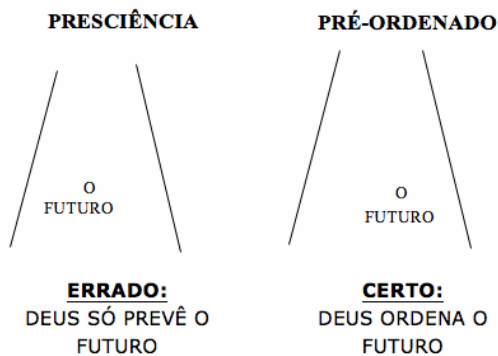 PRESCIÊNCIA
O
FUTURO
ERRADO:
DEUS SÓ PREVÊ O
FUTURO
PRÉ-ORDENADO
O
FUTURO
CERTO:
DEUS ORDENA O
FUTURO